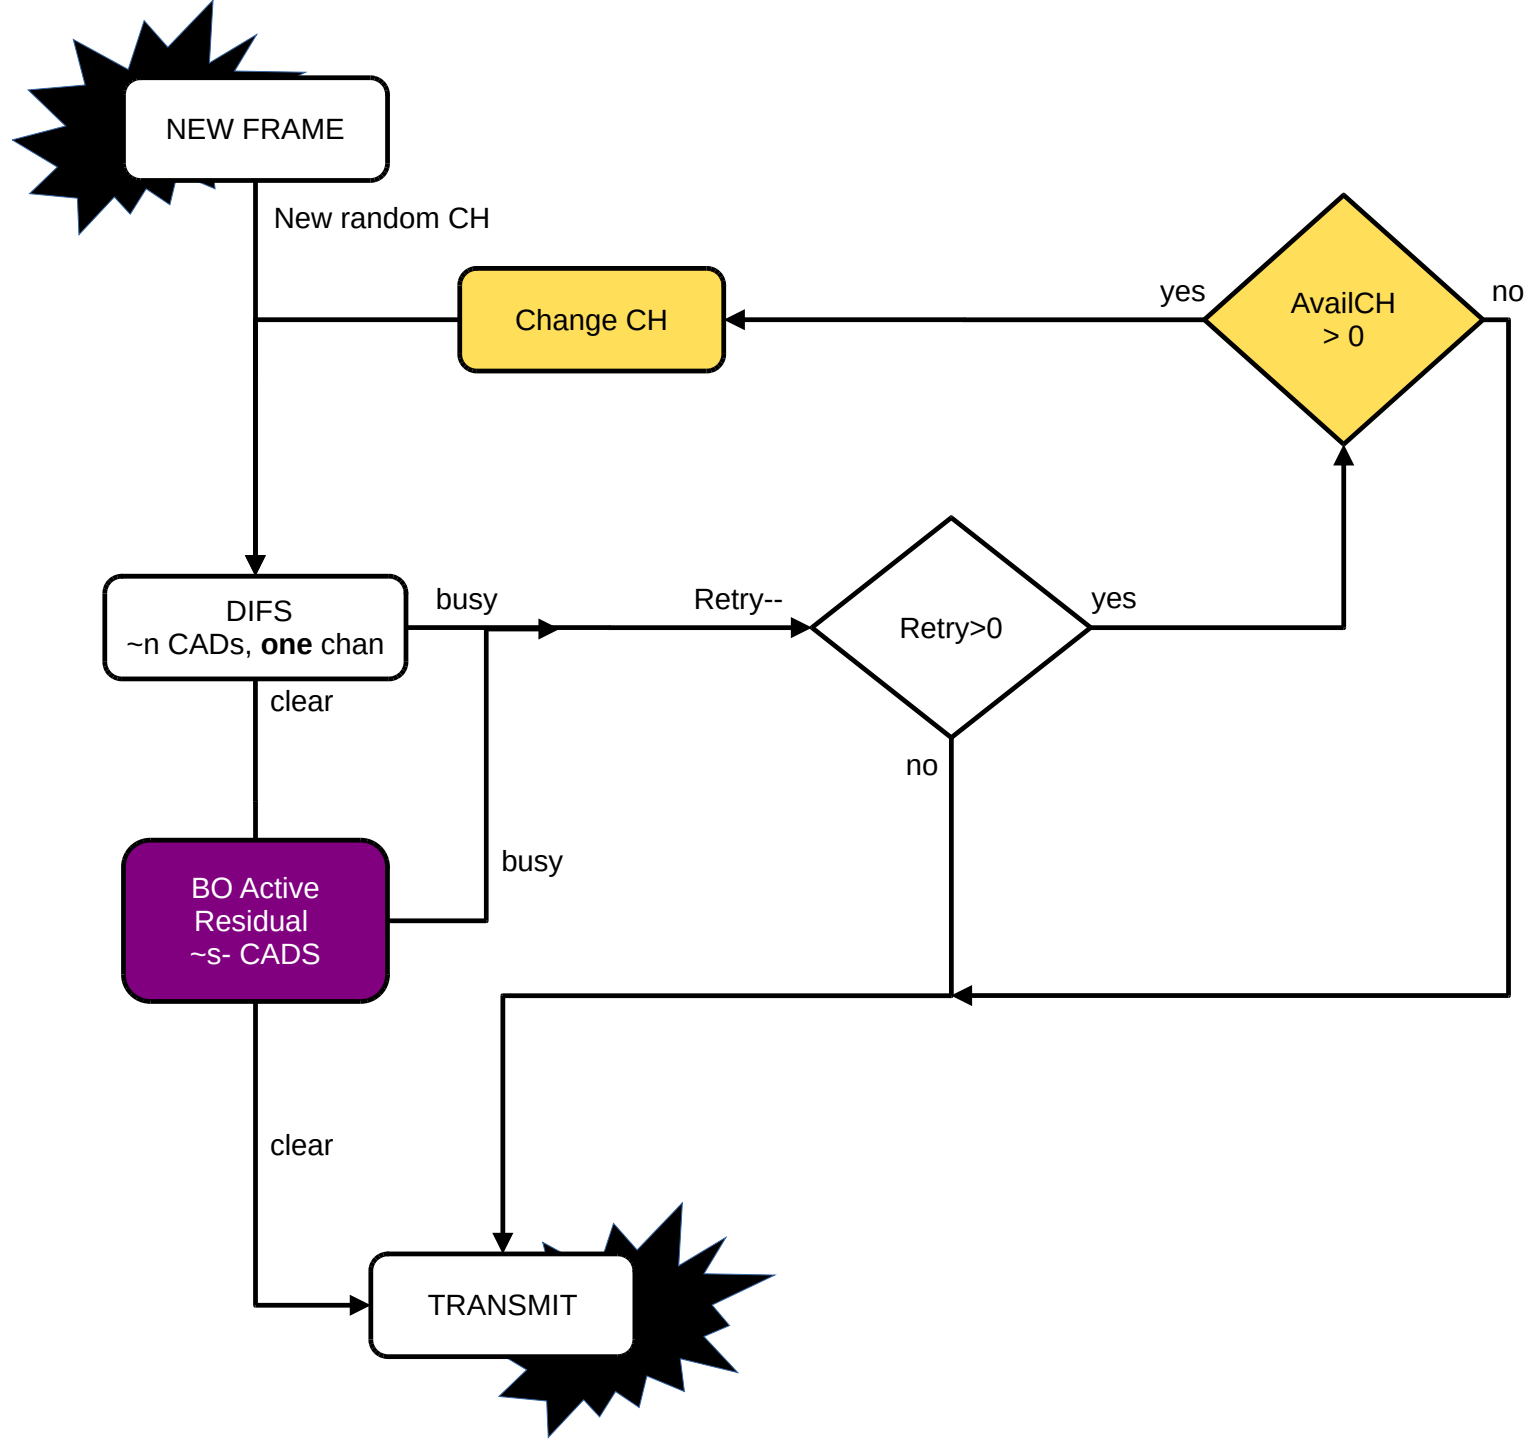 NEW FRAME
New random CH
Change CH
yes
AvailCH
> 0
no
DIFS
~n CADs, one chan
busy
Retry--
Retry>0
yes
clear
no
BO Active
Residual
~s- CADS
busy
clear
TRANSMIT